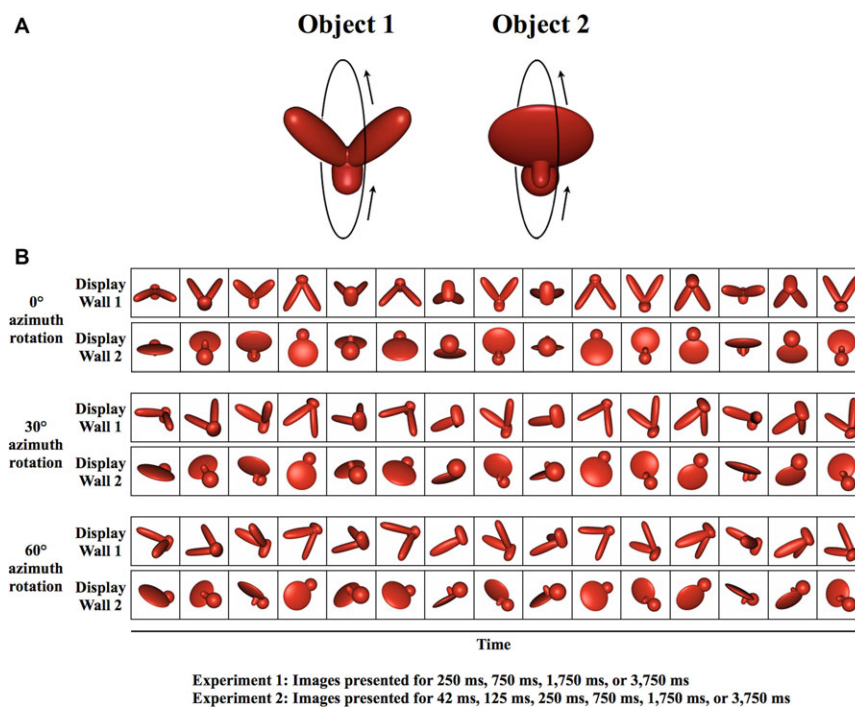 A
Object 1
Object 2
B
0°
azimuth
rotation
Display
Wall 1
Display
Wall 2
30°
azimuth
rotation
Display
Wall 1
Display
Wall 2
60°
azimuth
rotation
Display
Wall 1
Display
Wall 2
Time
Experiment 1: Images presented for 250 ms, 750 ms, 1,750 ms, or 3,750 ms
Experiment 2: Images presented for 42 ms, 125 ms, 250 ms, 750 ms, 1,750 ms, or 3,750 ms